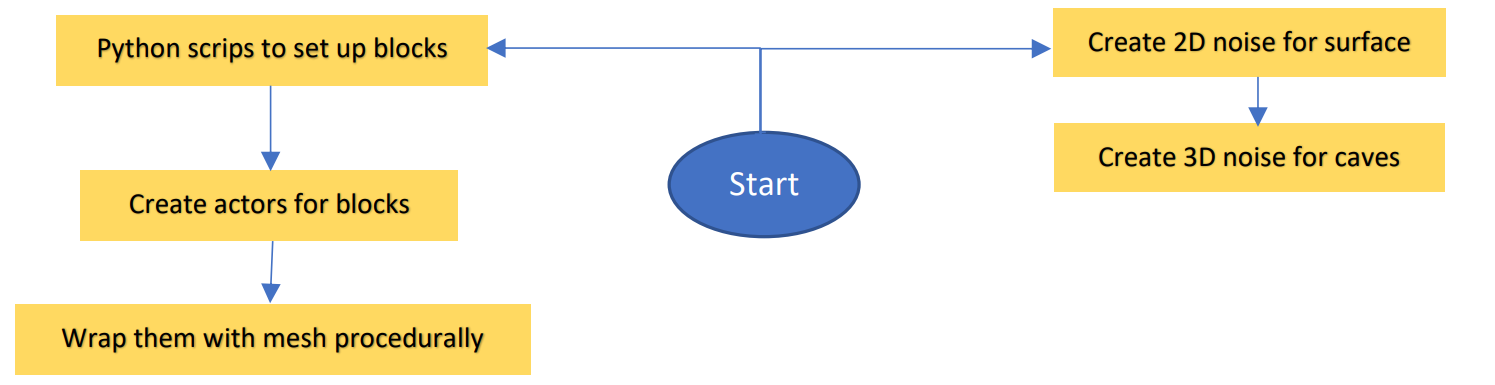 Python scrips to set up blocks
Create 2D noise for surface
Create 3D noise for caves
Start
Create actors for blocks
Wrap them with mesh procedurally